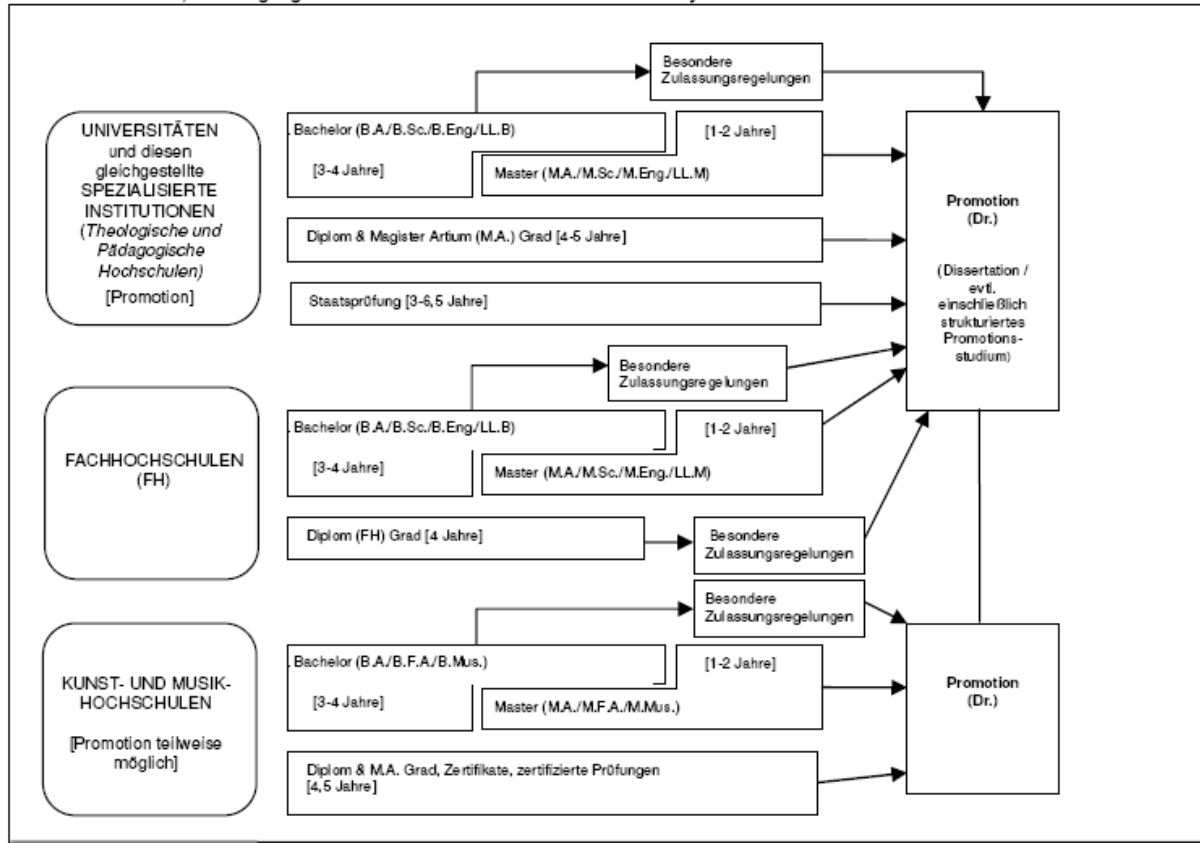 Besondere
Zulassungsregelungen
UNIVERSITÄTEN
und diesen
gleichgestellte
SPEZIALISIERTE
INSTITUTIONEN
(Theologische und
Pädagogische
Hochschulen)
[Promotion]
. Bachelor (B.A./B.Sc./B.Eng./LL.B)
[3-4 Jahre]
[1-2 Jahre]
Master (M.A./M.Sc./M.Eng./LL.M)
Diplom & Magister Artium (M.A.) Grad [4-5 Jahre]
Staatsprüfung [3-6,5 Jahre]
Promotion
(Dr.)
(Dissertation /
evtl.
einschließlich
strukturiertes
Promotions-
studium)
FACHHOCHSCHULEN
(FH)
Besondere
Zulassungsregelungen
. Bachelor (B.A./B.Sc./B.Eng./LL.B)
[3-4 Jahre]
[1-2 Jahre]
Master (M.A./M.Sc./M.Eng./LL.M)
Diplom (FH) Grad [4 Jahre]
Besondere
Zulassungsregelungen
KUNST- UND MUSIK-
HOCHSCHULEN
[Promotion teilweise
möglich]
Besondere
Zulassungsregelungen
. Bachelor (B.A./B.F.A./B.Mus.)
[3-4 Jahre]
[1-2 Jahre]
Master (M.A./M.F.A./M.Mus.)
Diplom & M.A. Grad, Zertifikate, zertifizierte Prüfungen
[4,5 Jahre]
Promotion
(Dr.)